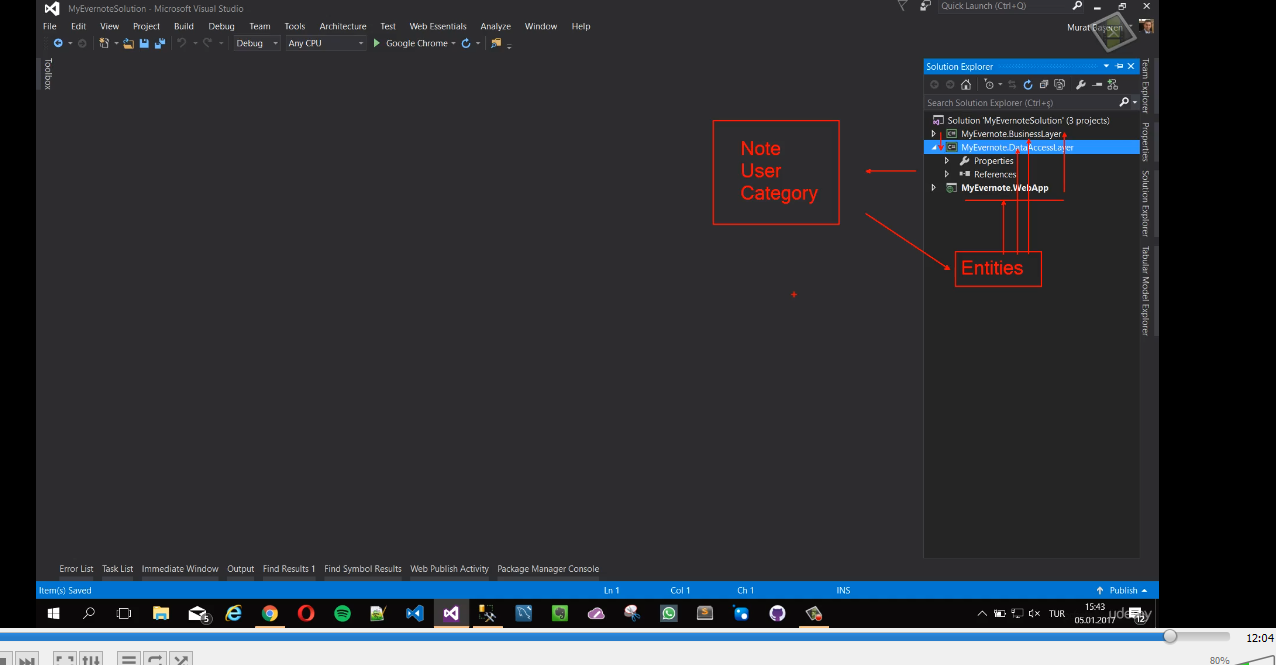 MyEvernoteSolution - Microsoft Visual Studio
Quick Launch (Ctrl+Q)
File Edit View Project Build Debug Team Tools Architecture Test Web Essentials Analyze Window Help
Murat Başeren
Debug Any CPU Google Chrome
Toolbox
Solution Explorer
Search Solution Explorer (Ctrl+ş)
Solution 'MyEvernoteSolution' (3 projects)
MyEvernote.BusinessLayer
MyEvernote.DataAccessLayer
Properties
References
MyEvernote.WebApp
Team Explorer
Properties
Solution Explorer
Tabular Model Explorer
Note
User
Category
Entities
Error List Task List Immediate Window Output Find Results 1 Find Symbol Results Web Publish Activity Package Manager Console
Item(s) Saved Ln 1 Col 1 Ch 1 INS Publish
5
TUR 15:43
05.01.2017 udemy 12
12:04
80%